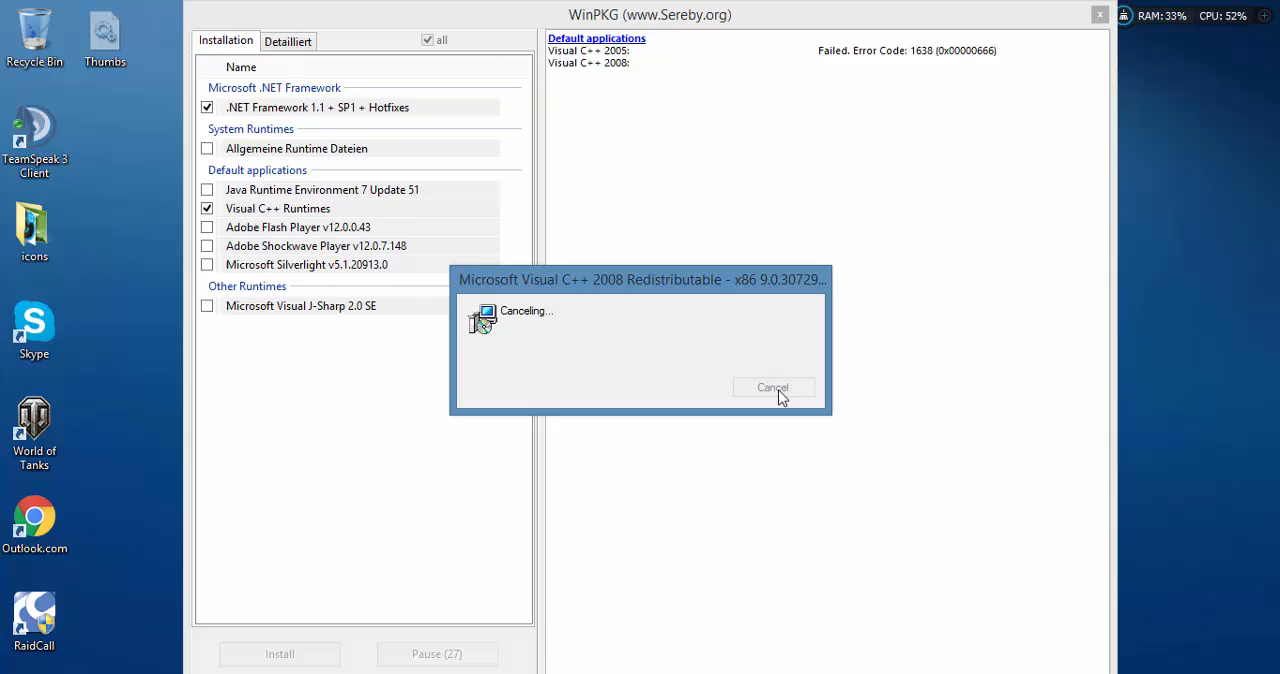 WinPKG (www.Sereby.org)
x
RAM: 33% CPU: 52%
Recycle Bin
Thumbs
TeamSpeak 3
Client
icons
Skype
World of
Tanks
Outlook.com
RaidCall
Installation
Detailliert
all
Name
Microsoft .NET Framework
.NET Framework 1.1 + SP1 + Hotfixes
System Runtimes
Allgemeine Runtime Dateien
Default applications
Java Runtime Environment 7 Update 51
Visual C++ Runtimes
Adobe Flash Player v12.0.0.43
Adobe Shockwave Player v12.0.7.148
Microsoft Silverlight v5.1.20913.0
Other Runtimes
Microsoft Visual J-Sharp 2.0 SE
Install
Pause (27)
Default applications
Visual C++ 2005: Failed. Error Code: 1638 (0x00000666)
Visual C++ 2008:
Microsoft Visual C++ 2008 Redistributable - x86 9.0.30729...
Canceling...
Cancel